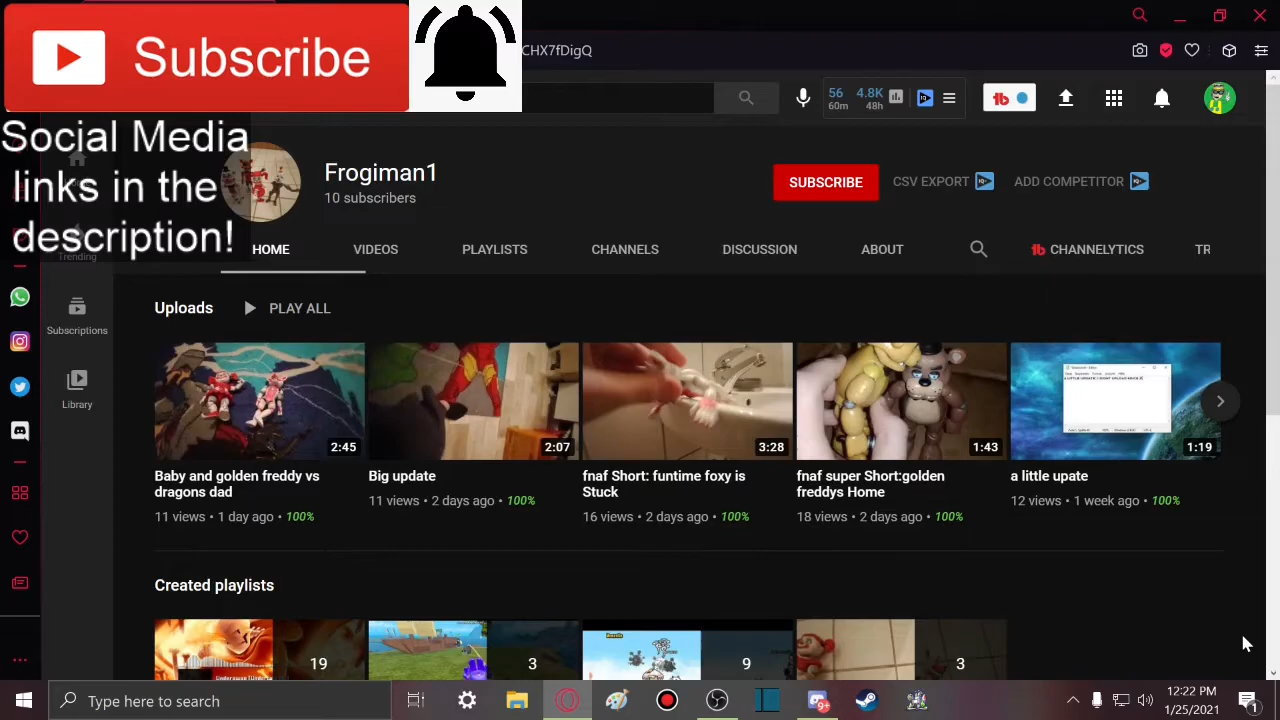 Subscribe
CHX7fDigQ
Social Media
links in the
description!
56
60m
4.8K
48h
Frogiman1
10 subscribers
SUBSCRIBE
CSV EXPORT
ADD COMPETITOR
HOME
VIDEOS
PLAYLISTS
CHANNELS
DISCUSSION
ABOUT
CHANNELYTICS
TR
Trending
Subscriptions
Library
Uploads
PLAY ALL
2:45
2:07
3:28
1:43
1:19
Baby and golden freddy vs
dragons dad
11 views • 1 day ago • 100%
Big update
11 views • 2 days ago • 100%
fnaf Short: funtime foxy is
Stuck
16 views • 2 days ago • 100%
fnaf super Short:golden
freddys Home
18 views • 2 days ago • 100%
a little upate
12 views • 1 week ago • 100%
Created playlists
19
3
9
3
Type here to search
9+
12:22 PM
1/25/2021
1